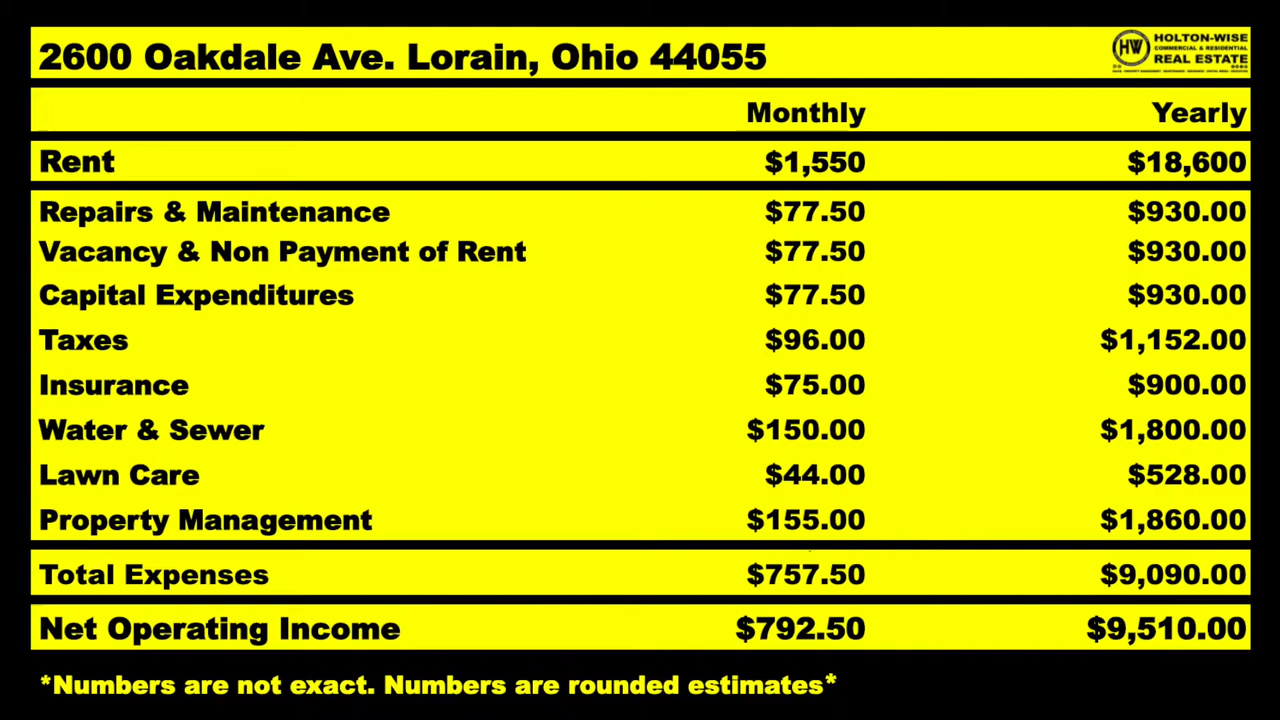 2600 Oakdale Ave. Lorain, Ohio 44055
HW
HOLTON-WISE
COMMERCIAL & RESIDENTIAL
REAL ESTATE
Monthly Yearly
Rent $1,550 $18,600
Repairs & Maintenance $77.50 $930.00
Vacancy & Non Payment of Rent $77.50 $930.00
Capital Expenditures $77.50 $930.00
Taxes $96.00 $1,152.00
Insurance $75.00 $900.00
Water & Sewer $150.00 $1,800.00
Lawn Care $44.00 $528.00
Property Management $155.00 $1,860.00
Total Expenses $757.50 $9,090.00
Net Operating Income $792.50 $9,510.00
*Numbers are not exact. Numbers are rounded estimates*